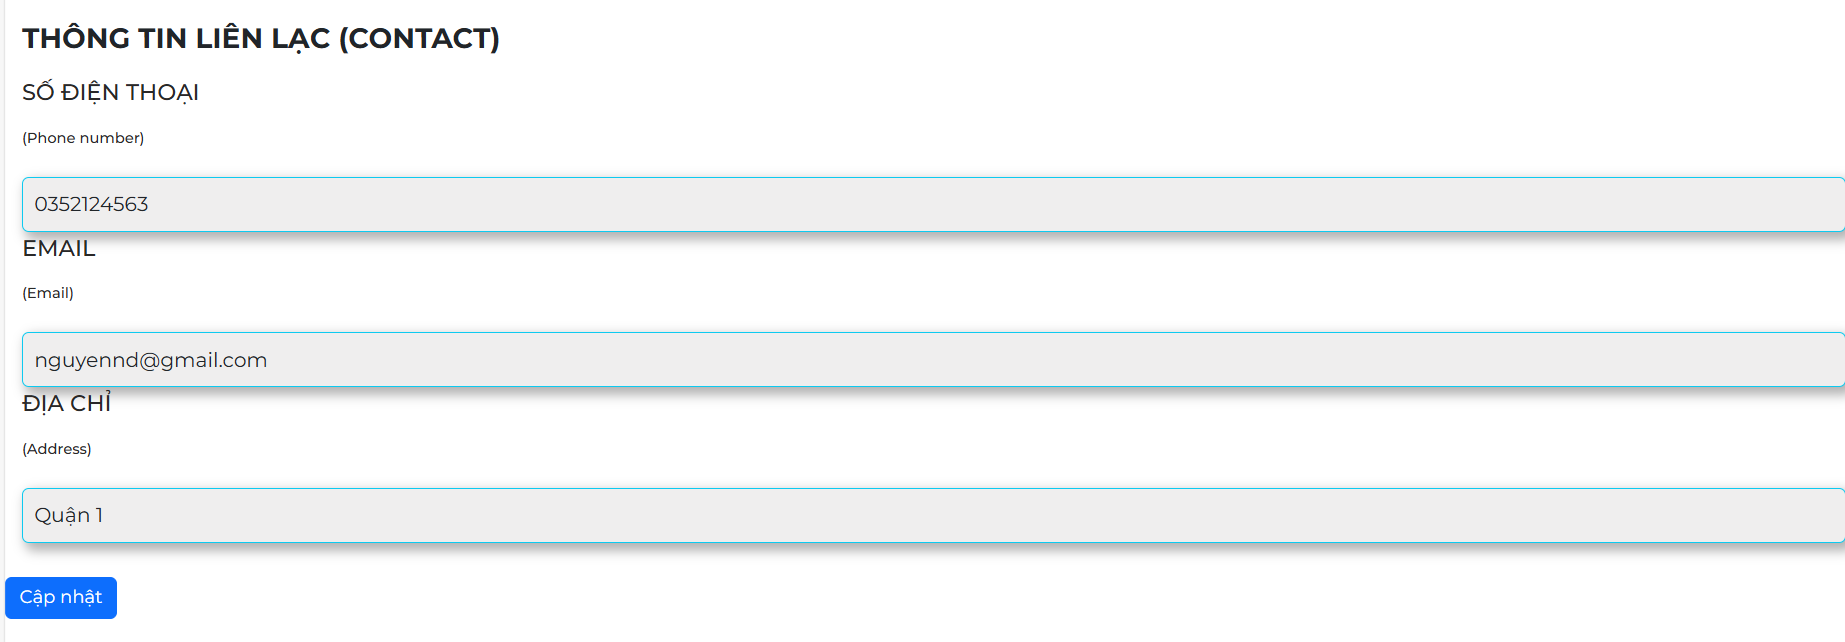 THÔNG TIN LIÊN LẠC (CONTACT)
SỐ ĐIỆN THOẠI
(Phone number)
0352124563
EMAIL
(Email)
nguyennd@gmail.com
ĐỊA CHỈ
(Address)
Quận 1
Cập nhật